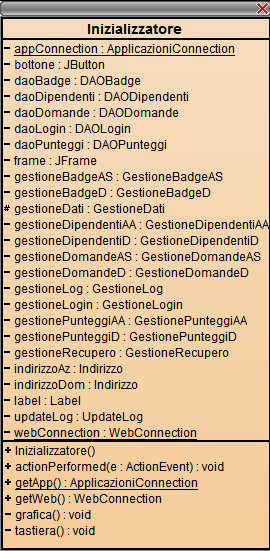 Inizializzatore
- appConnection : ApplicazioniConnection
- bottone : JButton
- daoBadge : DAOBadge
- daoDipendenti : DAODipendenti
- daoDomande : DAODomande
- daoLogin : DAOLogin
- daoPunteggi : DAOPunteggi
- frame : JFrame
- gestioneBadgeAS : GestioneBadgeAS
- gestioneBadgeD : GestioneBadgeD
# gestioneDati : GestioneDati
- gestioneDipendentiAA : GestioneDipendentiAA
- gestioneDipendentiD : GestioneDipendentiD
- gestioneDomandeAS : GestioneDomandeAS
- gestioneDomandeD : GestioneDomandeD
- gestioneLog : GestioneLog
- gestioneLogin : GestioneLogin
- gestionePunteggiAA : GestionePunteggiAA
- gestionePunteggiD : GestionePunteggiD
- gestioneRecupero : GestioneRecupero
- indirizzoAz : Indirizzo
- indirizzoDom : Indirizzo
- label : Label
- updateLog : UpdateLog
- webConnection : WebConnection
+ Inizializzatore()
+ actionPerformed(e : ActionEvent) : void
+ getApp() : ApplicazioniConnection
+ getWeb() : WebConnection
- grafica() : void
- tastiera() : void